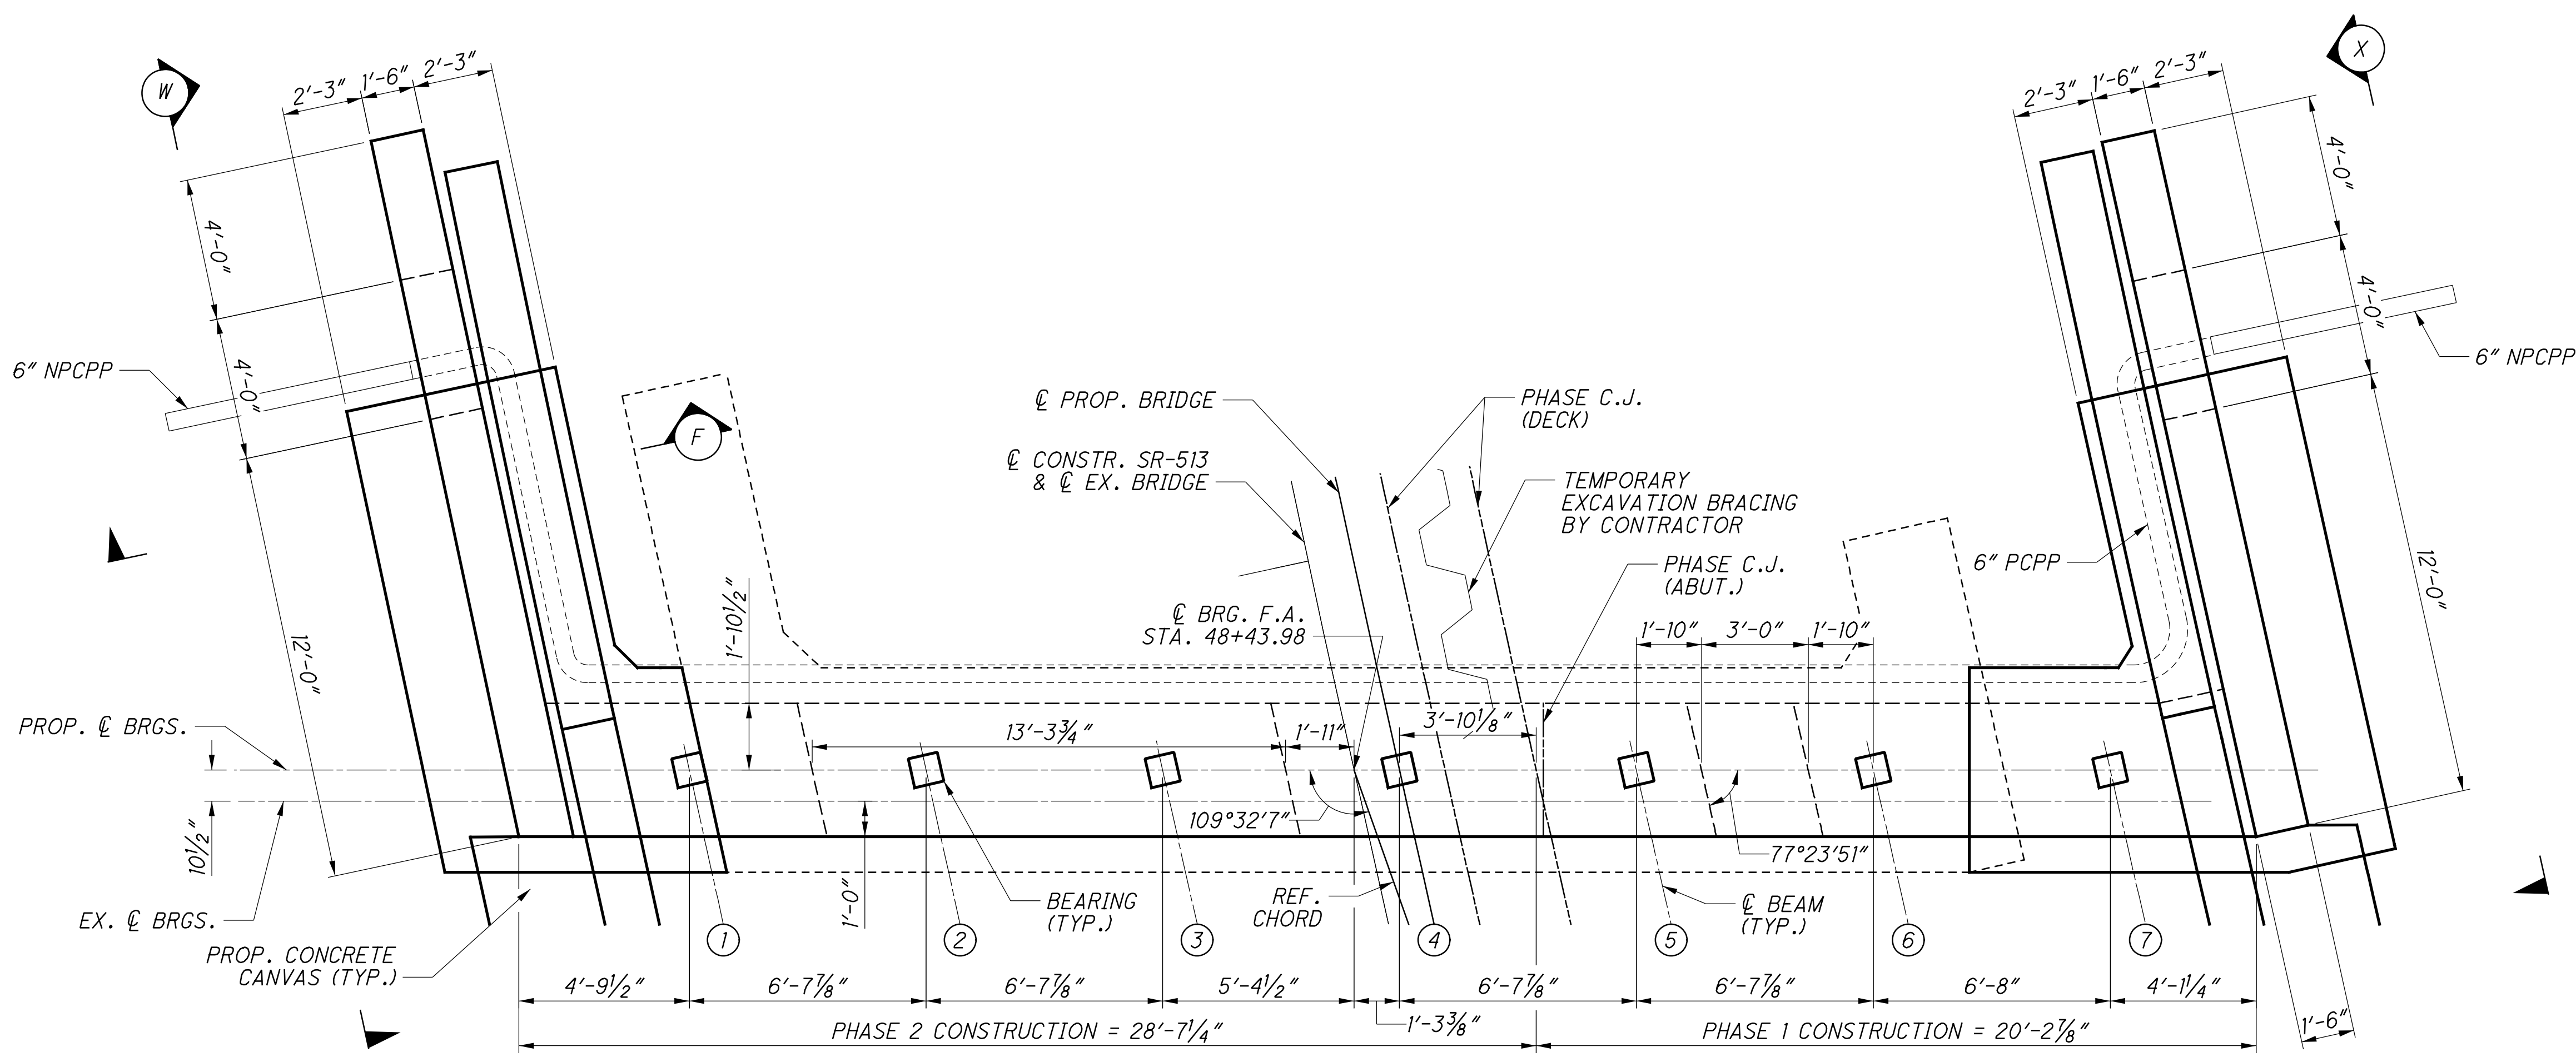 W
2'-3"
1'-6"
2'-3"
4'-0"
4'-0"
12'-0"
6" NPCPP
X
2'-3"
1'-6"
2'-3"
4'-0"
4'-0"
12'-0"
6" NPCPP
6" PCPP
F
℄ PROP. BRIDGE
℄ CONSTR. SR-513
& ℄ EX. BRIDGE
PHASE C.J.
(DECK)
TEMPORARY
EXCAVATION BRACING
BY CONTRACTOR
PHASE C.J.
(ABUT.)
℄ BRG. F.A.
STA. 48+43.98
1'-10"
3'-0"
1'-10"
1'-10½"
PROP. ℄ BRGS.
13'-3¾"
1'-11"
3'-10⅛"
10½"
109°32'7"
77°23'51"
1'-0"
EX. ℄ BRGS.
PROP. CONCRETE
CANVAS (TYP.)
BEARING
(TYP.)
REF.
CHORD
℄ BEAM
(TYP.)
1
2
3
4
5
6
7
4'-9½"
6'-7⅞"
6'-7⅞"
5'-4½"
1'-3⅜"
6'-7⅞"
6'-7⅞"
6'-8"
4'-1¼"
1'-6"
PHASE 2 CONSTRUCTION = 28'-7¼"
PHASE 1 CONSTRUCTION = 20'-2⅞"